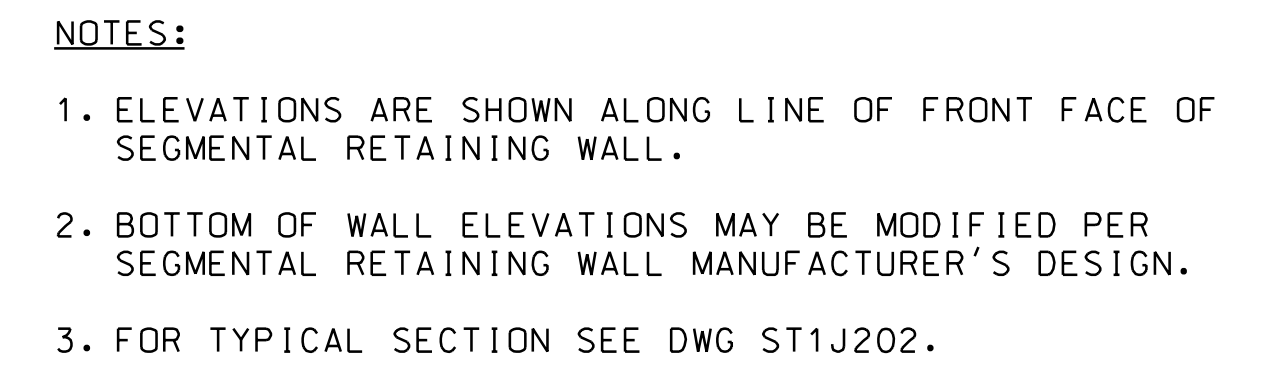 NOTES:
1. ELEVATIONS ARE SHOWN ALONG LINE OF FRONT FACE OF
SEGMENTAL RETAINING WALL.
2. BOTTOM OF WALL ELEVATIONS MAY BE MODIFIED PER
SEGMENTAL RETAINING WALL MANUFACTURER'S DESIGN.
3. FOR TYPICAL SECTION SEE DWG ST1J202.